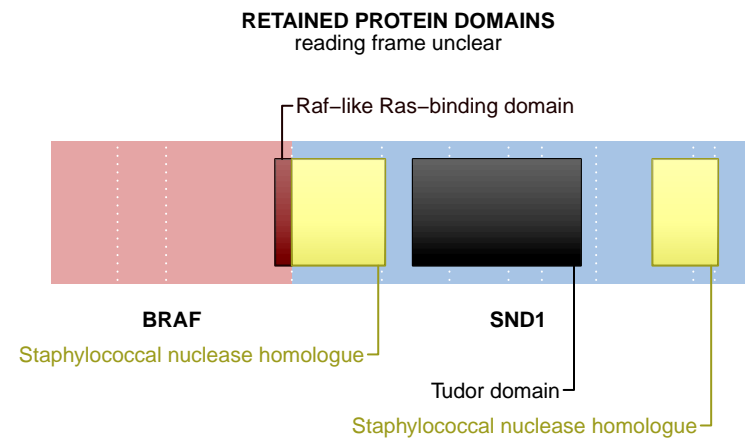 RETAINED PROTEIN DOMAINS
reading frame unclear
Raf−like Ras−binding domain
BRAF
SND1
Staphylococcal nuclease homologue
Tudor domain
Staphylococcal nuclease homologue